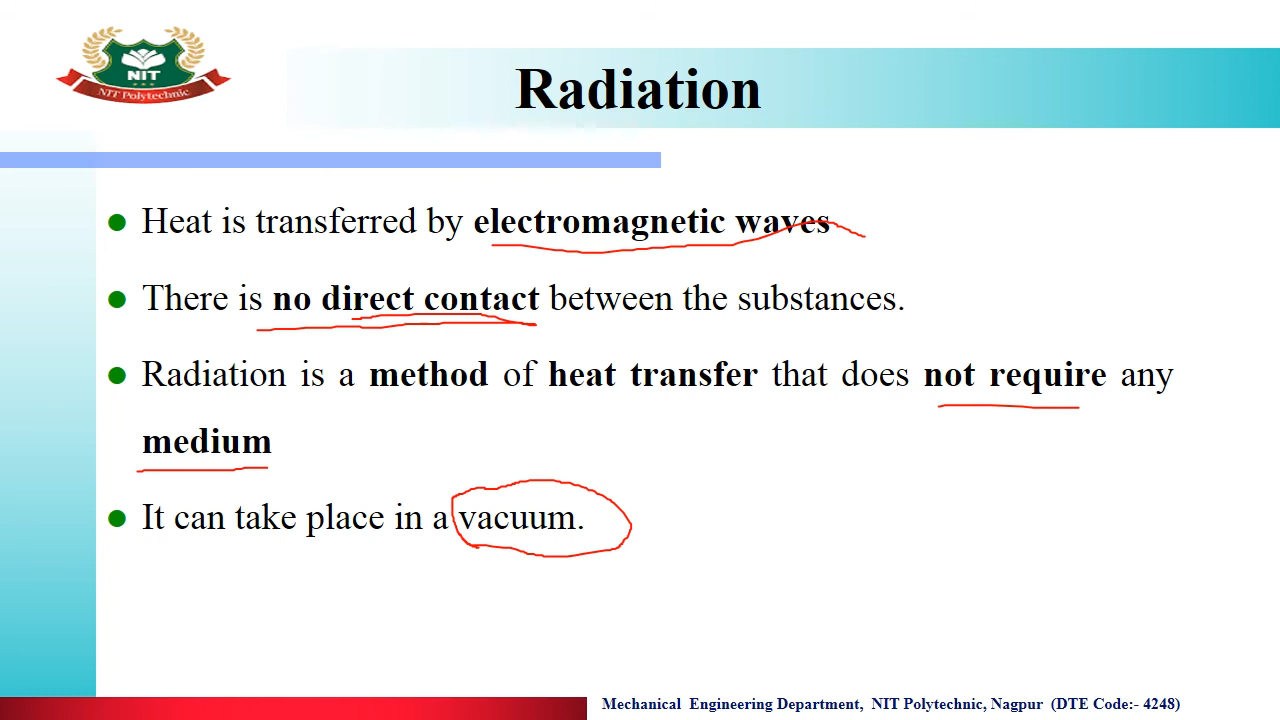 NIT
NIT Polytechnic
Radiation
Heat is transferred by electromagnetic waves
There is no direct contact between the substances.
Radiation is a method of heat transfer that does not require any
medium
It can take place in a vacuum.
Mechanical Engineering Department, NIT Polytechnic, Nagpur (DTE Code:- 4248)